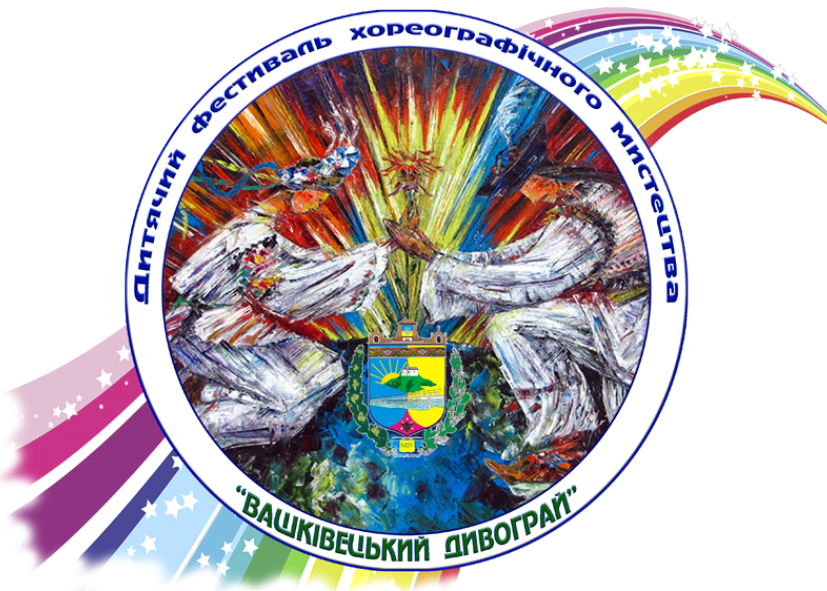 Дитячий фестиваль хореографічного мистецтва
"ВАШКІВЕЦЬКИЙ ДИВОГРАЙ"